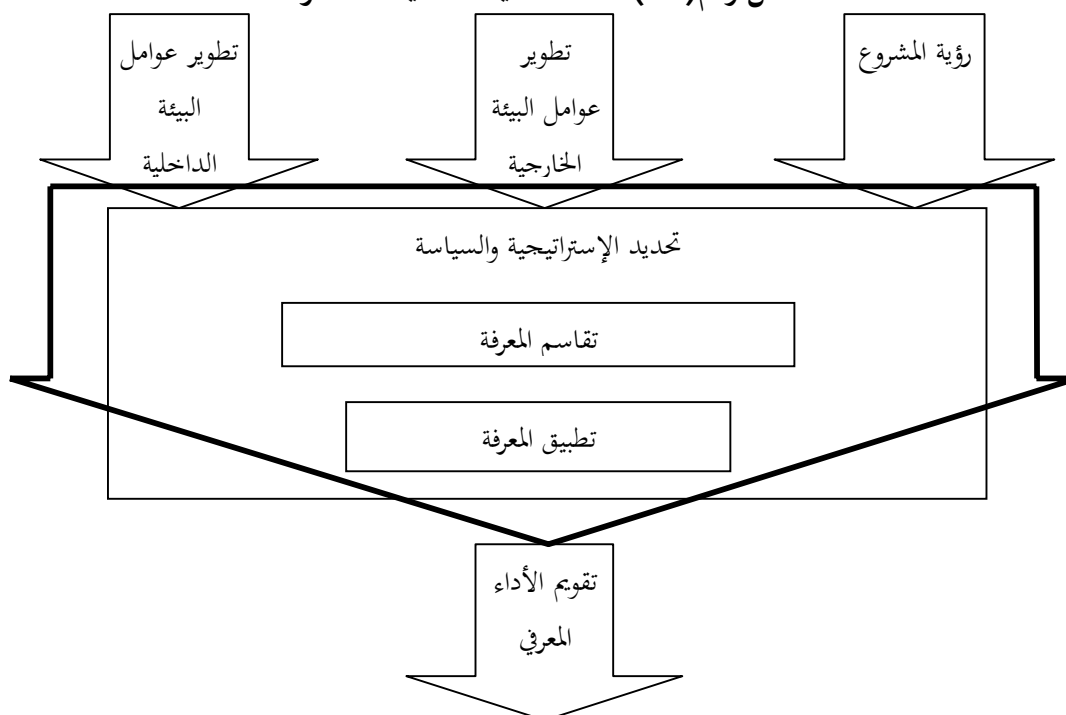 رؤية المشروع
تطوير
عوامل البيئة
الخارجية
تطوير عوامل
البيئة
الداخلية
تحديد الإستراتيجية والسياسة
تقاسم المعرفة
تطبيق المعرفة
تقويم الأداء
المعرفي